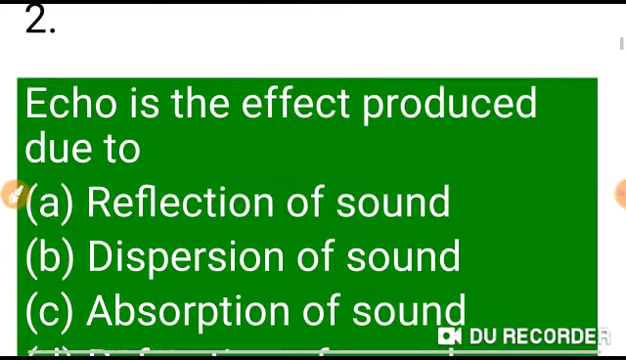 2.
Echo is the effect produced
due to
(a) Reflection of sound
(b) Dispersion of sound
(c) Absorption of sound
DU RECORDER